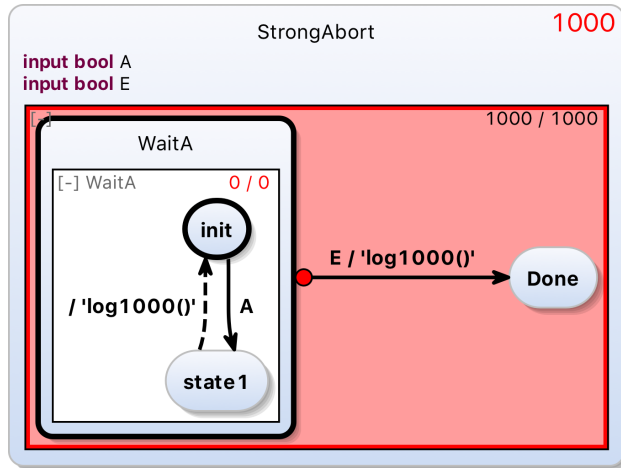 StrongAbort
1000
input bool A
input bool E
[-]
1000 / 1000
WaitA
[-] WaitA
0 / 0
init
E / 'log1000()'
Done
/ 'log1000()'
A
state1